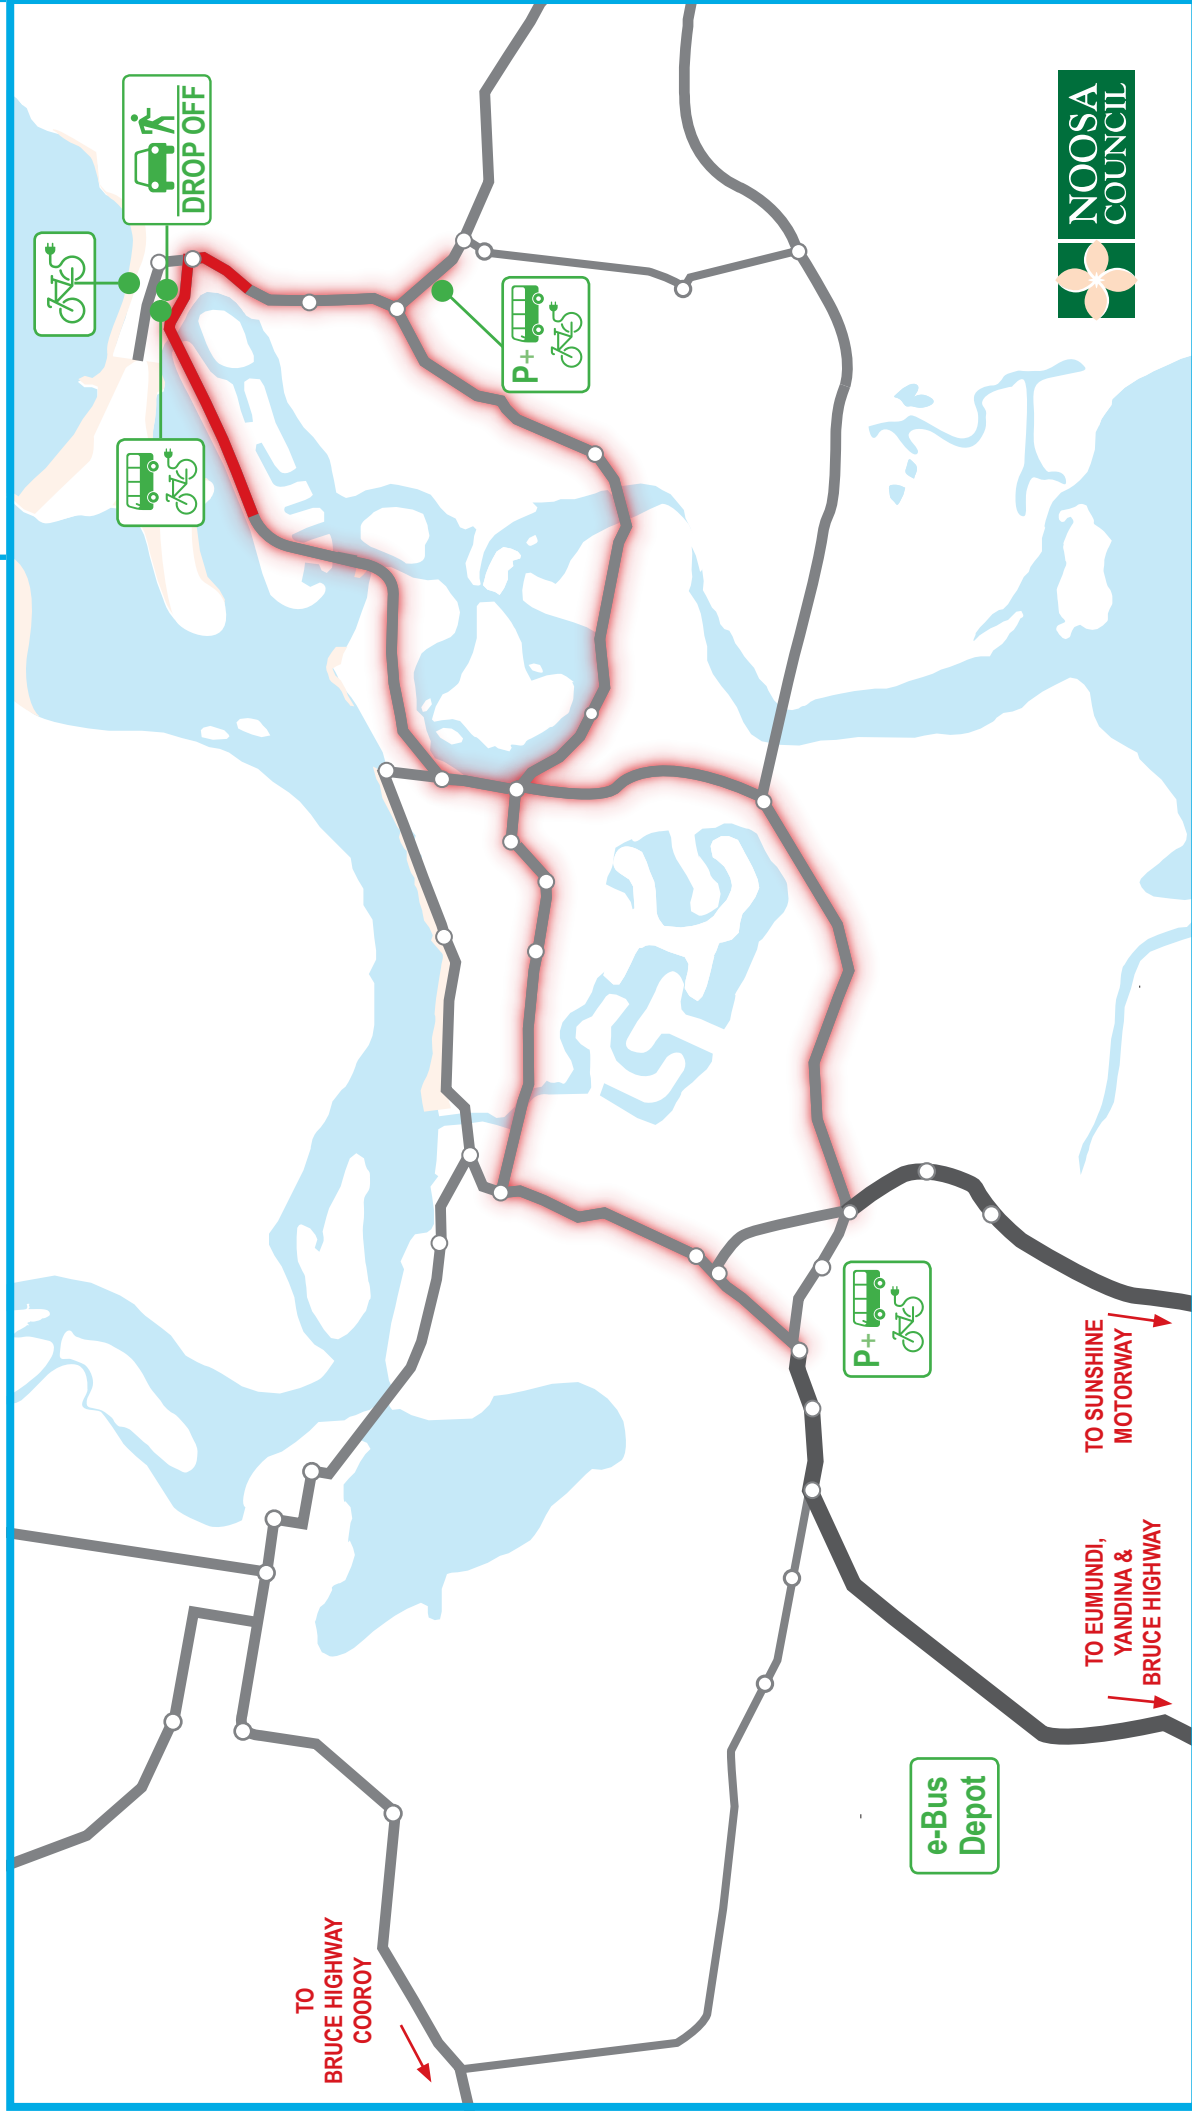 DROP OFF
NOOSA
COUNCIL
P+
P+
TO SUNSHINE
MOTORWAY
TO EUMUNDI,
YANDINA &
BRUCE HIGHWAY
e-Bus
Depot
TO
BRUCE HIGHWAY
COOROY